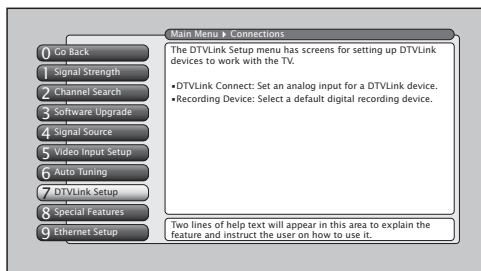 Main Menu ▸ Connections
0 Go Back
1 Signal Strength
2 Channel Search
3 Software Upgrade
4 Signal Source
5 Video Input Setup
6 Auto Tuning
7 DTVLink Setup
8 Special Features
9 Ethernet Setup
The DTVLink Setup menu has screens for setting up DTVLink
devices to work with the TV.
▪DTVLink Connect: Set an analog input for a DTVLink device.
▪Recording Device: Select a default digital recording device.
Two lines of help text will appear in this area to explain the
feature and instruct the user on how to use it.